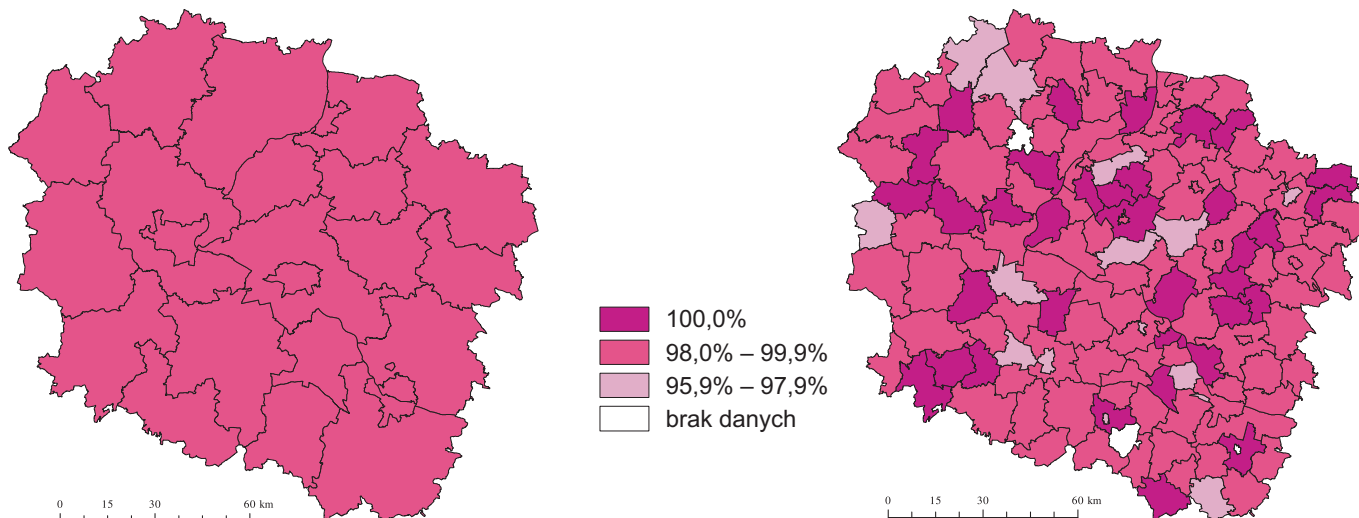 100,0%
98,0% – 99,9%
95,9% – 97,9%
brak danych
0 15 30 60 km
0 15 30 60 km